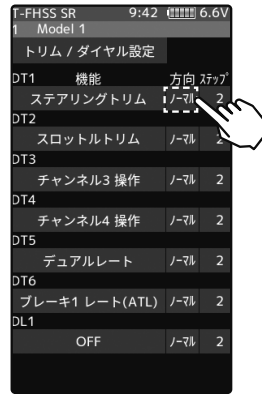 T-FHSS SR 9:42 6.6V
1 Model 1
トリム / ダイヤル設定
DT1 機能 方向 ｽﾃｯﾌﾟ
ステアリングトリム ﾉｰﾏﾙ 2
DT2
スロットルトリム ﾉｰﾏﾙ 2
DT3
チャンネル3 操作 ﾉｰﾏﾙ 2
DT4
チャンネル4 操作 ﾉｰﾏﾙ 2
DT5
デュアルレート ﾉｰﾏﾙ 2
DT6
ブレーキ1 レート(ATL) ﾉｰﾏﾙ 2
DL1
OFF ﾉｰﾏﾙ 2